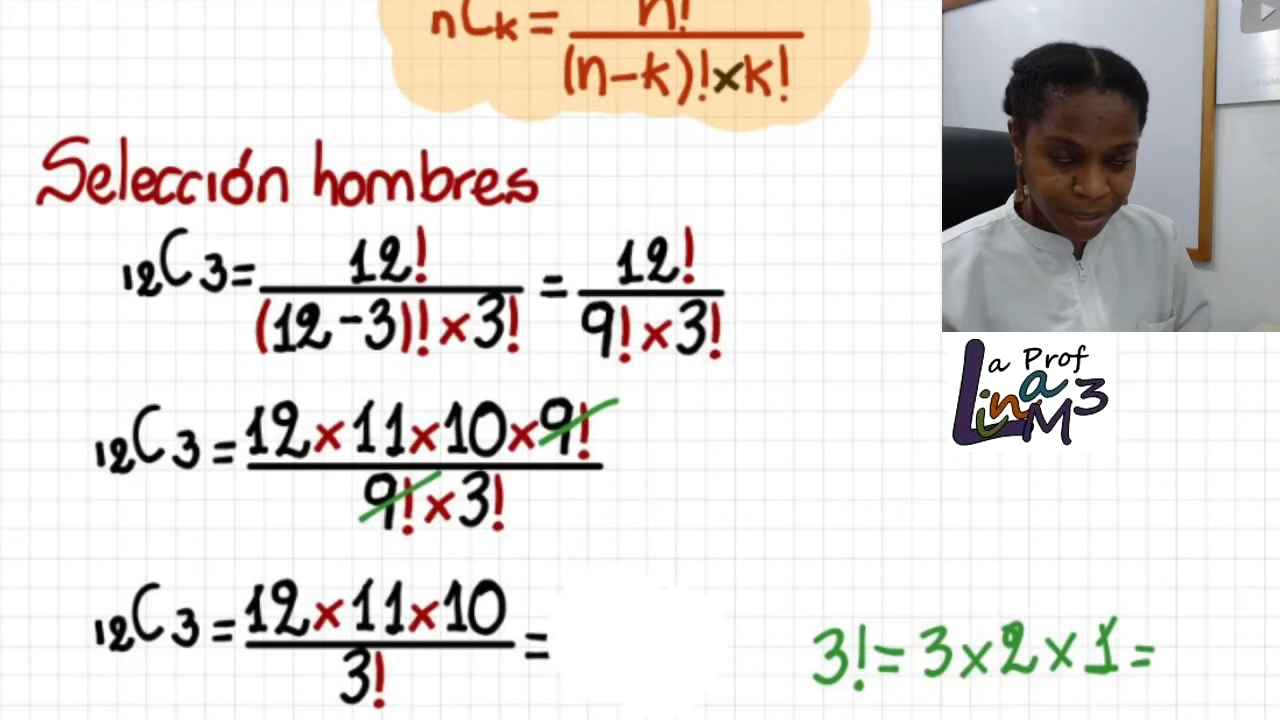 nCk = n! / (n-k)!×k!
Selección hombres
12C3 = 12! / (12-3)!×3! = 12! / 9!×3!
12C3 = 12×11×10×9! / 9!×3!
12C3 = 12×11×10 / 3! =
3! = 3×2×1 =
La Prof
LinaM3